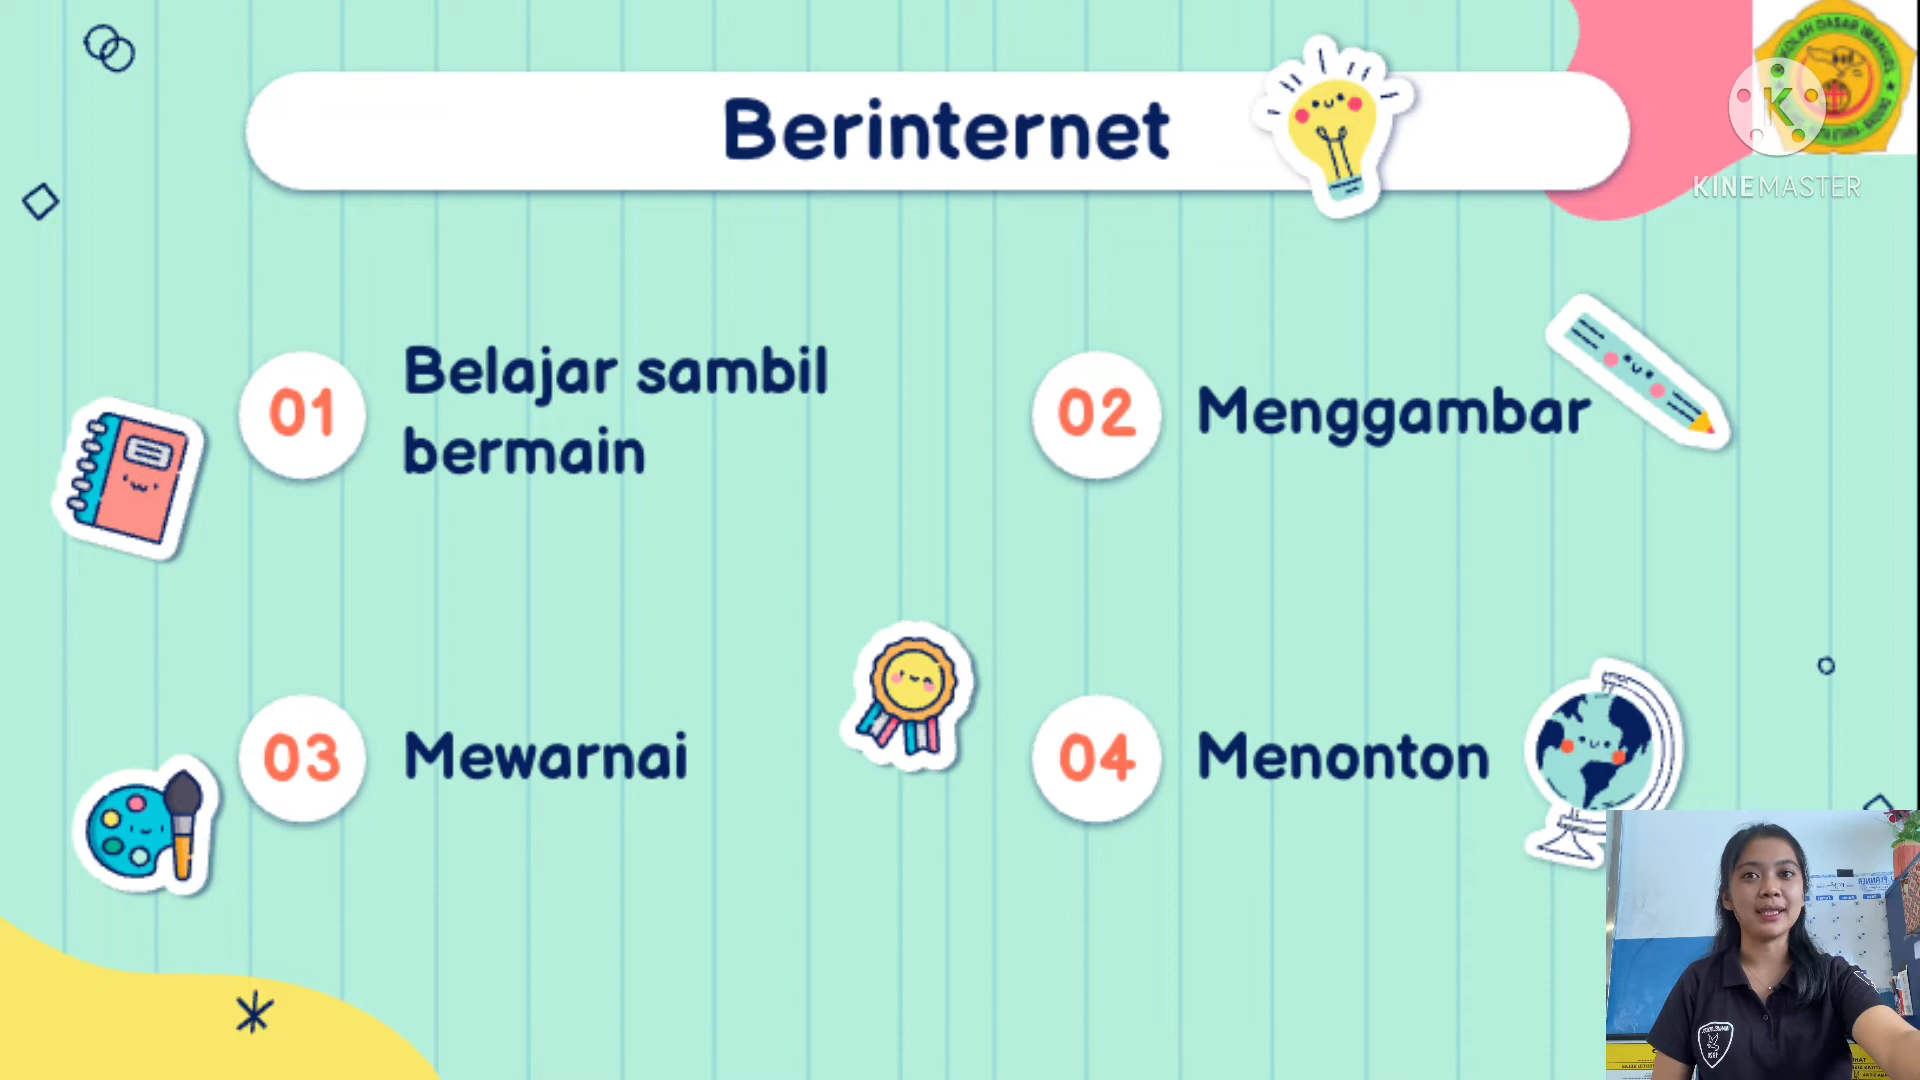 Berinternet
KINEMASTER
01
Belajar sambil
bermain
02
Menggambar
03
Mewarnai
04
Menonton